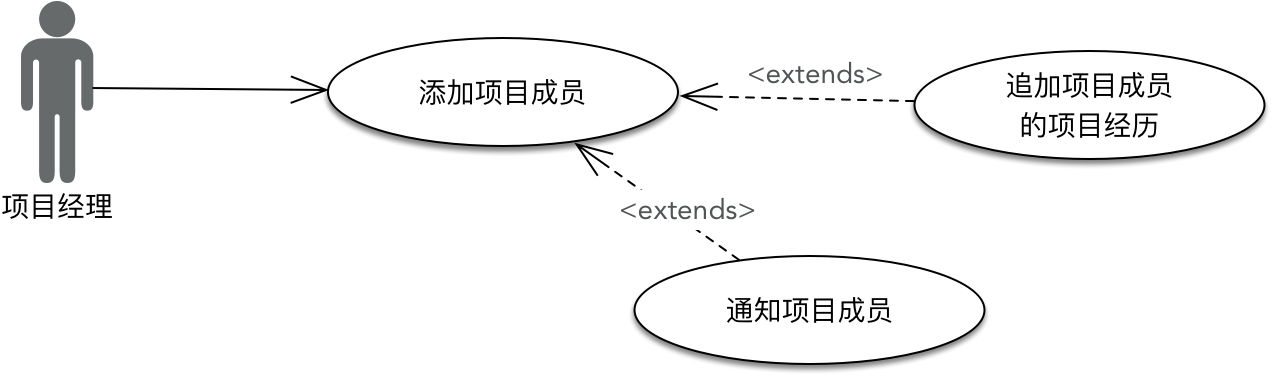 添加项目成员
<extends>
追加项目成员
的项目经历
项目经理
<extends>
通知项目成员